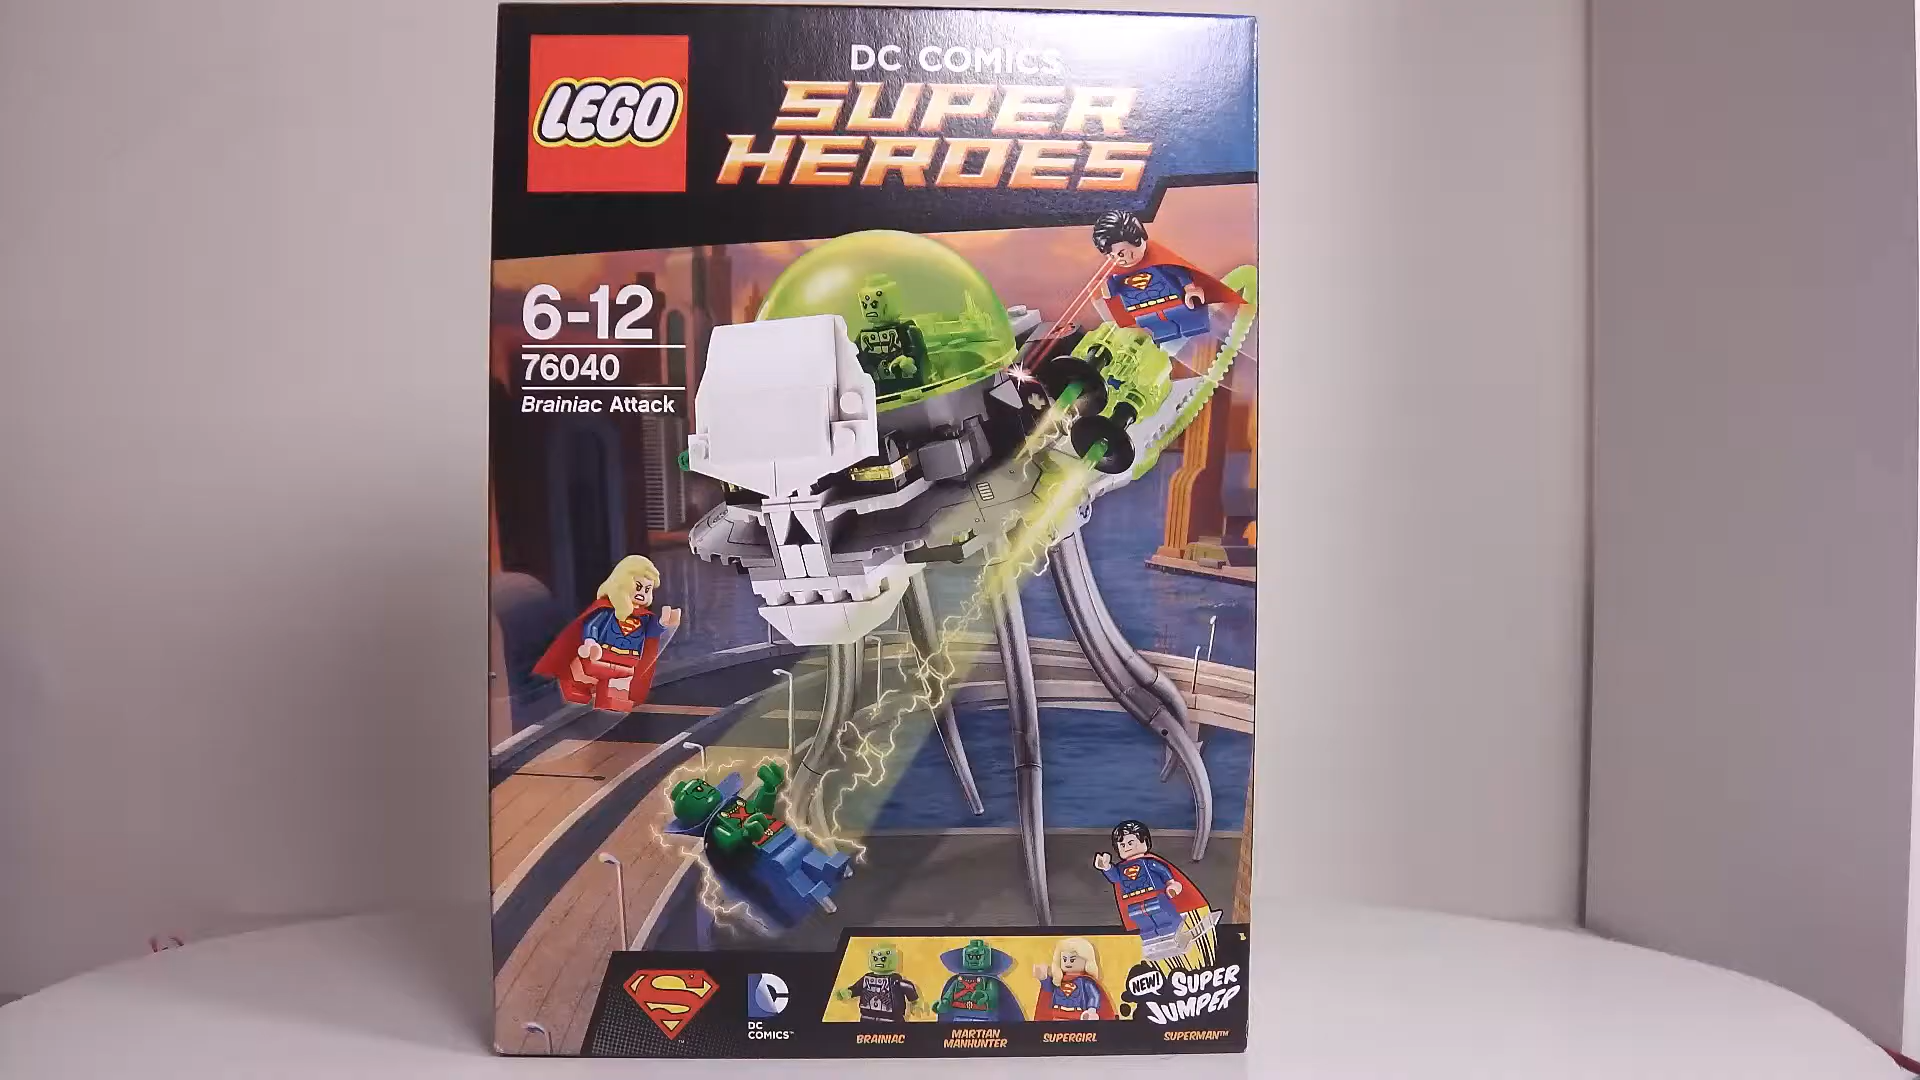 LEGO
DC COMICS
SUPER
HEROES
6-12
76040
Brainiac Attack
DC
COMICS™
BRAINIAC
MARTIAN
MANHUNTER
SUPERGIRL
NEW!
SUPER
JUMPER
SUPERMAN™